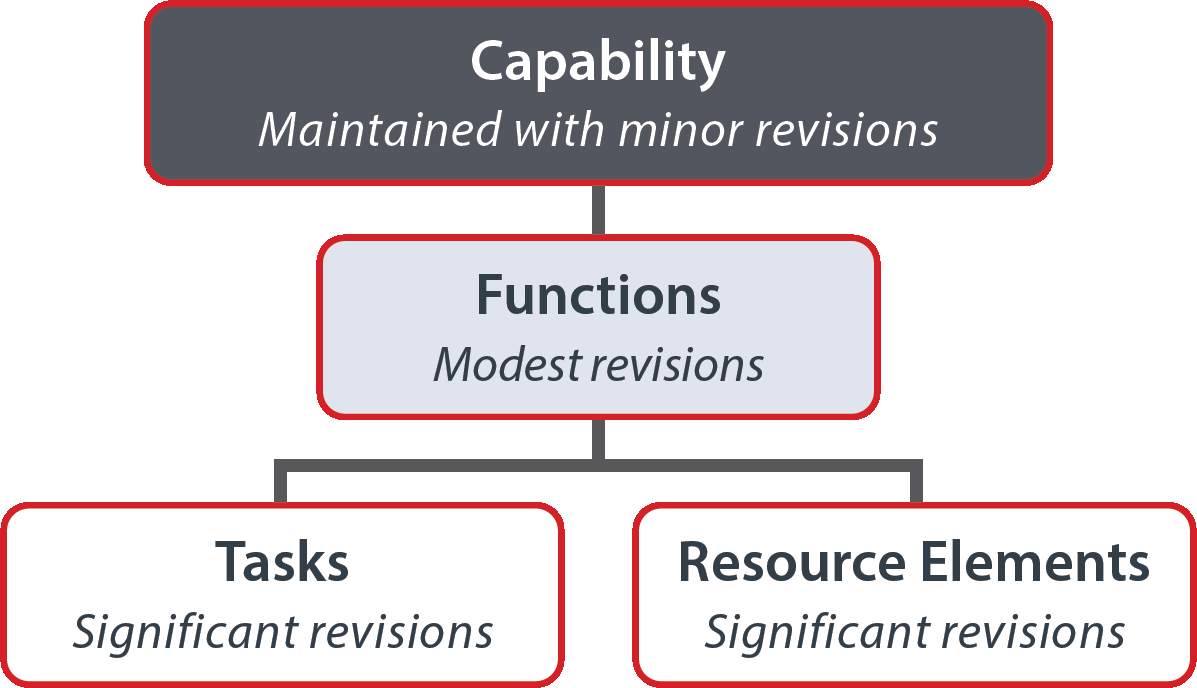 Capability
Maintained with minor revisions
Functions
Modest revisions
Tasks
Significant revisions
Resource Elements
Significant revisions